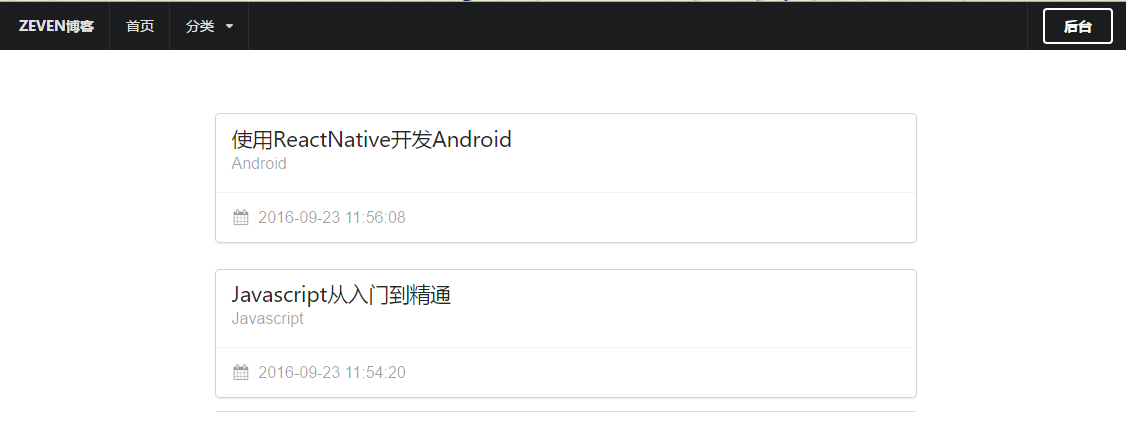 ZEVEN博客 首页 分类 后台
使用ReactNative开发Android
Android
2016-09-23 11:56:08
Javascript从入门到精通
Javascript
2016-09-23 11:54:20